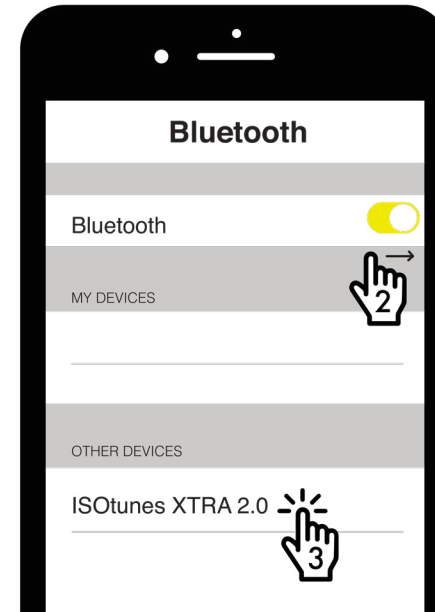 Bluetooth
Bluetooth
2
MY DEVICES
OTHER DEVICES
ISOtunes XTRA 2.0
3